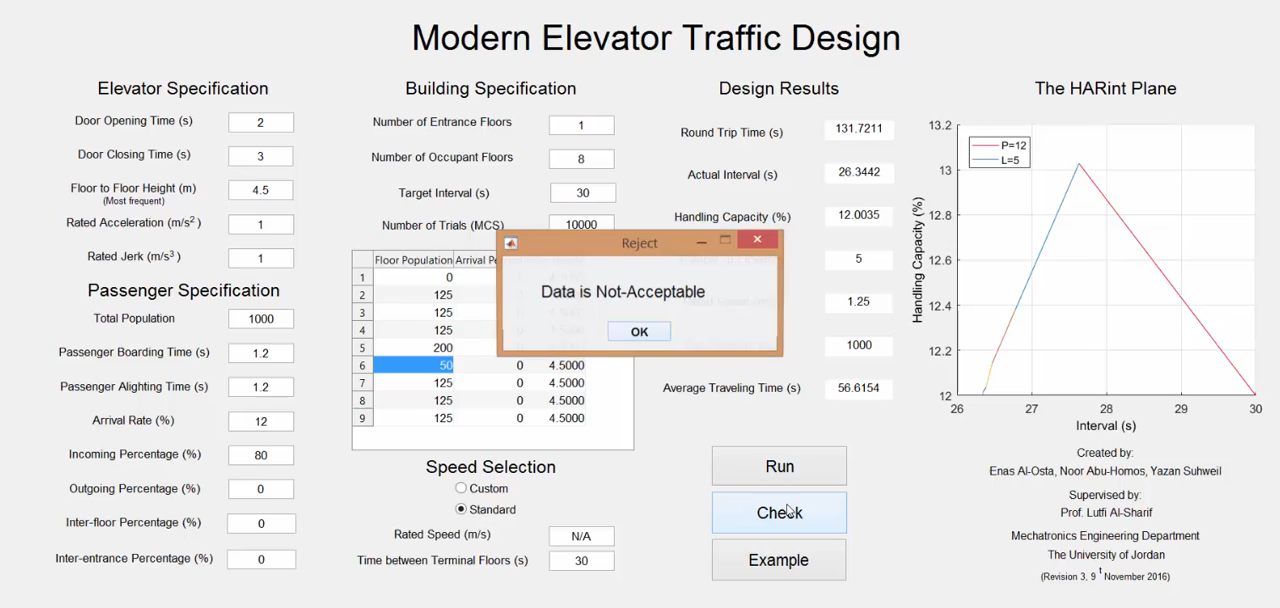 Modern Elevator Traffic Design
Elevator Specification
Door Opening Time (s) 2
Door Closing Time (s) 3
Floor to Floor Height (m) 4.5
(Most frequent)
Rated Acceleration (m/s²) 1
Rated Jerk (m/s³) 1
Passenger Specification
Total Population 1000
Passenger Boarding Time (s) 1.2
Passenger Alighting Time (s) 1.2
Arrival Rate (%) 12
Incoming Percentage (%) 80
Outgoing Percentage (%) 0
Inter-floor Percentage (%) 0
Inter-entrance Percentage (%) 0
Building Specification
Number of Entrance Floors 1
Number of Occupant Floors 8
Target Interval (s) 30
Number of Trials (MCS) 10000
Floor Population Arrival
1 0
2 125
3 125
4 125
5 200
6 50 0 4.5000
7 125 0 4.5000
8 125 0 4.5000
9 125 0 4.5000
Reject
Data is Not-Acceptable
OK
Speed Selection
Custom
Standard
Rated Speed (m/s) N/A
Time between Terminal Floors (s) 30
Design Results
Round Trip Time (s) 131.7211
Actual Interval (s) 26.3442
Handling Capacity (%) 12.0035
5
1.25
1000
Average Traveling Time (s) 56.6154
Run
Check
Example
The HARint Plane
P=12
L=5
13.2
13
12.8
12.6
12.4
12.2
12
Handling Capacity (%)
26 27 28 29 30
Interval (s)
Created by:
Enas Al-Osta, Noor Abu-Homos, Yazan Suhweil
Supervised by:
Prof. Lutfi Al-Sharif
Mechatronics Engineering Department
The University of Jordan
(Revision 3, 9 t November 2016)